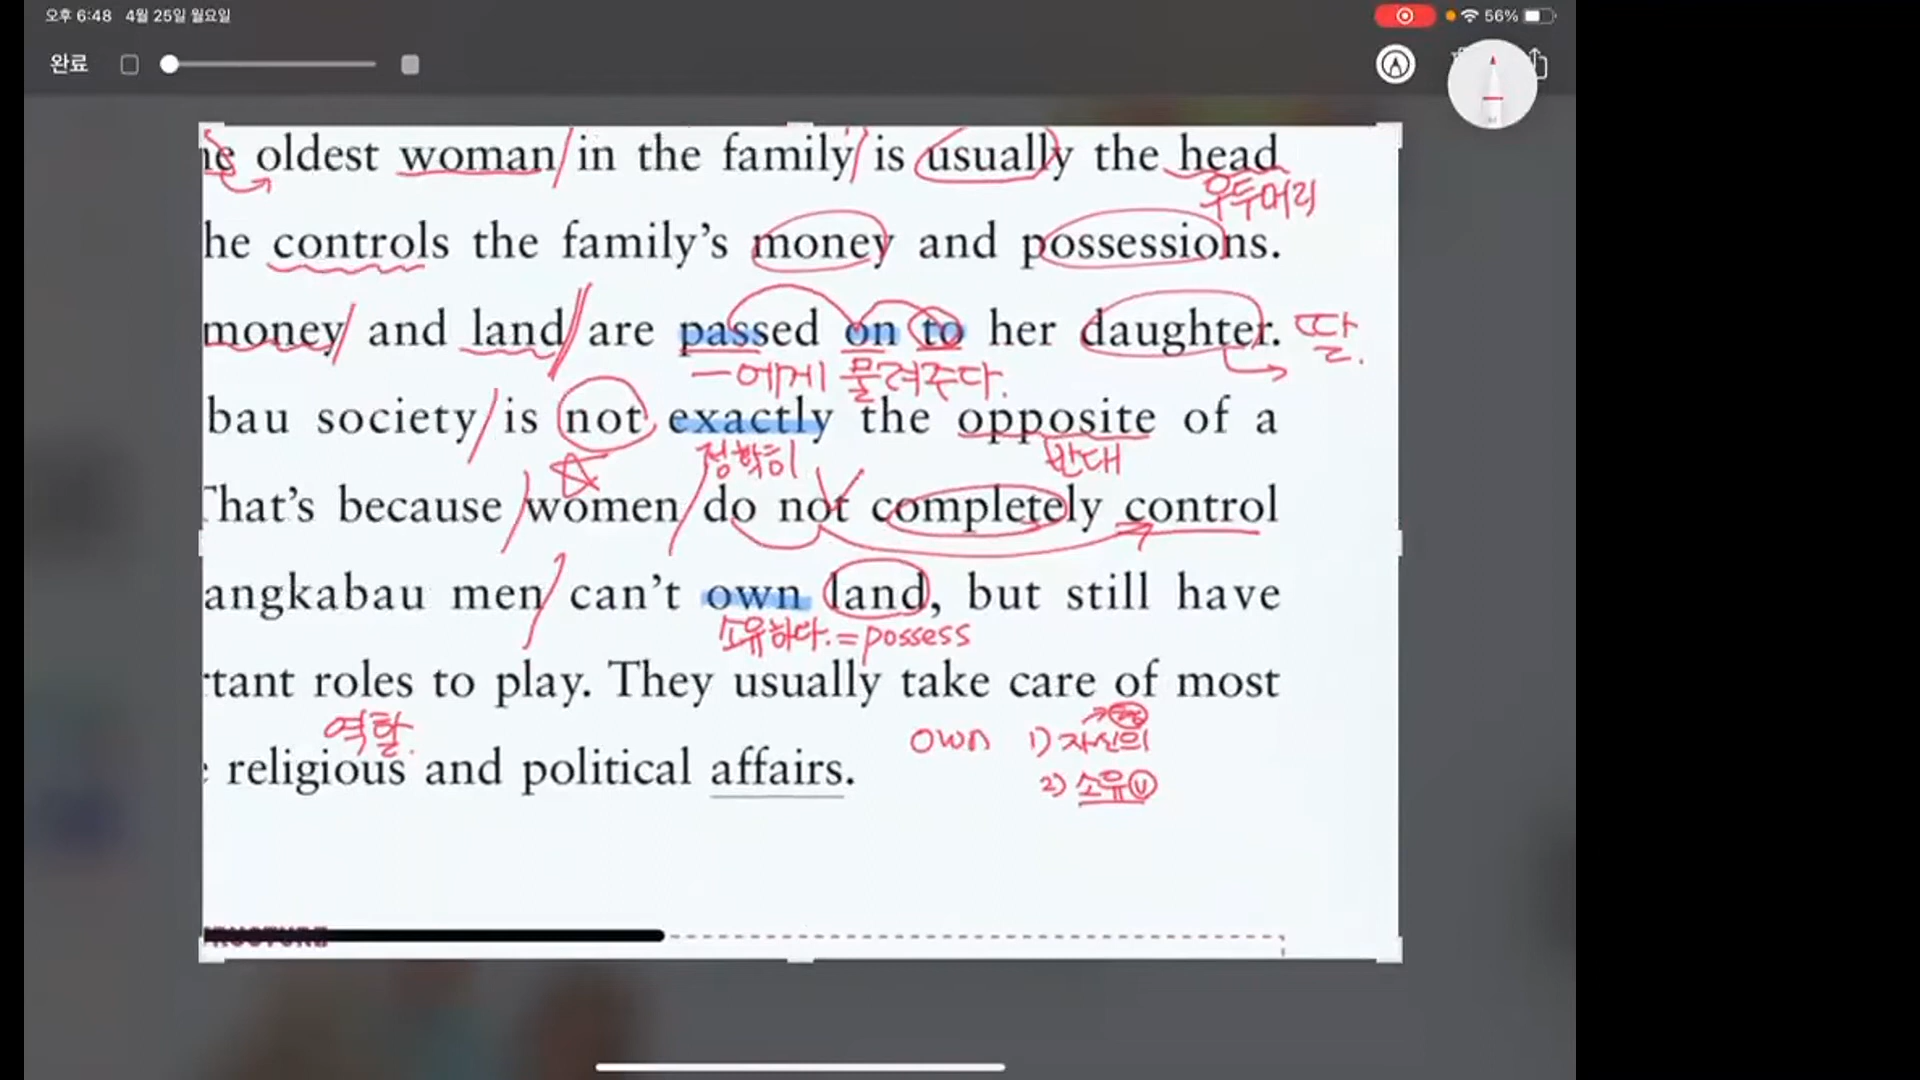 오후 6:48 4월 25일 월요일 56%
완료
he oldest woman in the family is usually the head
우두머리
he controls the family's money and possessions.
money and land are passed on to her daughter. 딸.
–에게 물려주다.
bau society is not exactly the opposite of a
정확히 반대
That's because women do not completely control
angkabau men can't own land, but still have
소유하다. = possess
rtant roles to play. They usually take care of most
역할.
own 1) 자신의
e religious and political affairs.
2) 소유 v